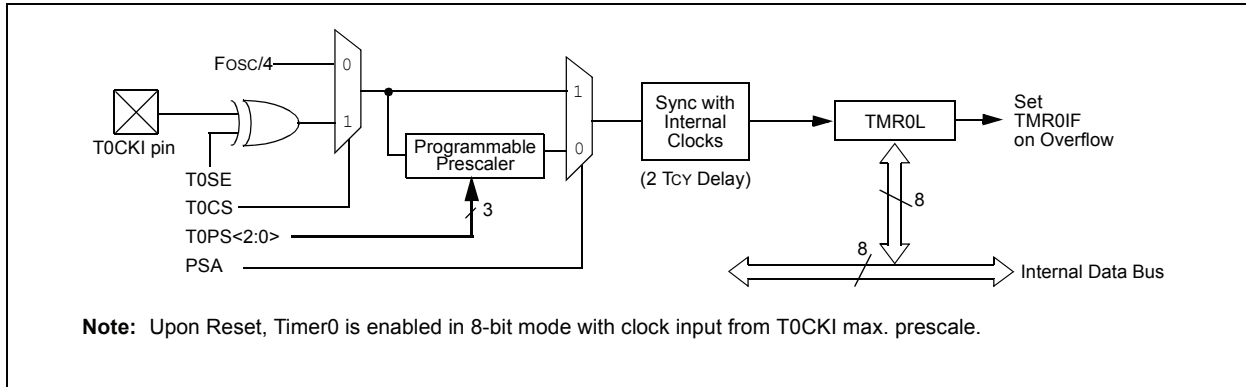 FOSC/4
0
1
T0CKI pin
T0SE
T0CS
T0PS<2:0>
PSA
Programmable
Prescaler
3
1
0
Sync with
Internal
Clocks
(2 TCY Delay)
TMR0L
Set
TMR0IF
on Overflow
8
8
Internal Data Bus
Note: Upon Reset, Timer0 is enabled in 8-bit mode with clock input from T0CKI max. prescale.